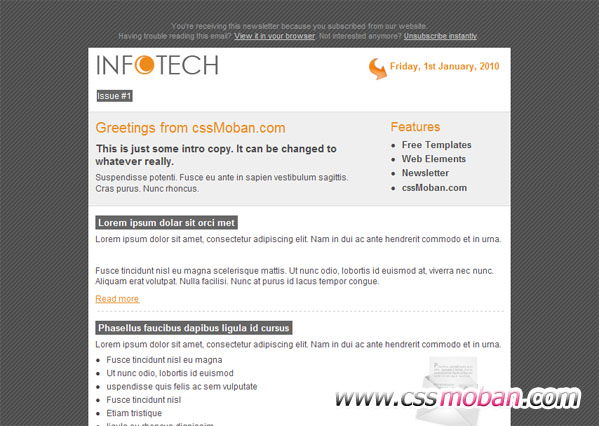 You're receiving this newsletter because you subscribed from our website.
Having trouble reading this email? View it in your browser. Not interested anymore? Unsubscribe instantly.
INFOTECH
Friday, 1st January, 2010
Issue #1
Greetings from cssMoban.com
This is just some intro copy. It can be changed to
whatever really.
Suspendisse potenti. Fusce eu ante in sapien vestibulum sagittis.
Cras purus. Nunc rhoncus.
Features
Free Templates
Web Elements
Newsletter
cssMoban.com
Lorem ipsum dolar sit orci met
Lorem ipsum dolor sit amet, consectetur adipiscing elit. Nam in dui ac ante hendrerit commodo et in urna.
Fusce tincidunt nisl eu magna scelerisque mattis. Ut nunc odio, lobortis id euismod at, viverra nec nunc.
Aliquam erat volutpat. Nulla facilisi. Nunc at purus id lacus tempor congue.
Read more
Phasellus faucibus dapibus ligula id cursus
Lorem ipsum dolor sit amet, consectetur adipiscing elit. Nam in dui ac ante hendrerit commodo et in urna.
Fusce tincidunt nisl eu magna
Ut nunc odio, lobortis id euismod
uspendisse quis felis ac sem vulputate
Fusce tincidunt nisl
Etiam tristique
ligula eu rhoncus dignissim
www.cssmoban.com